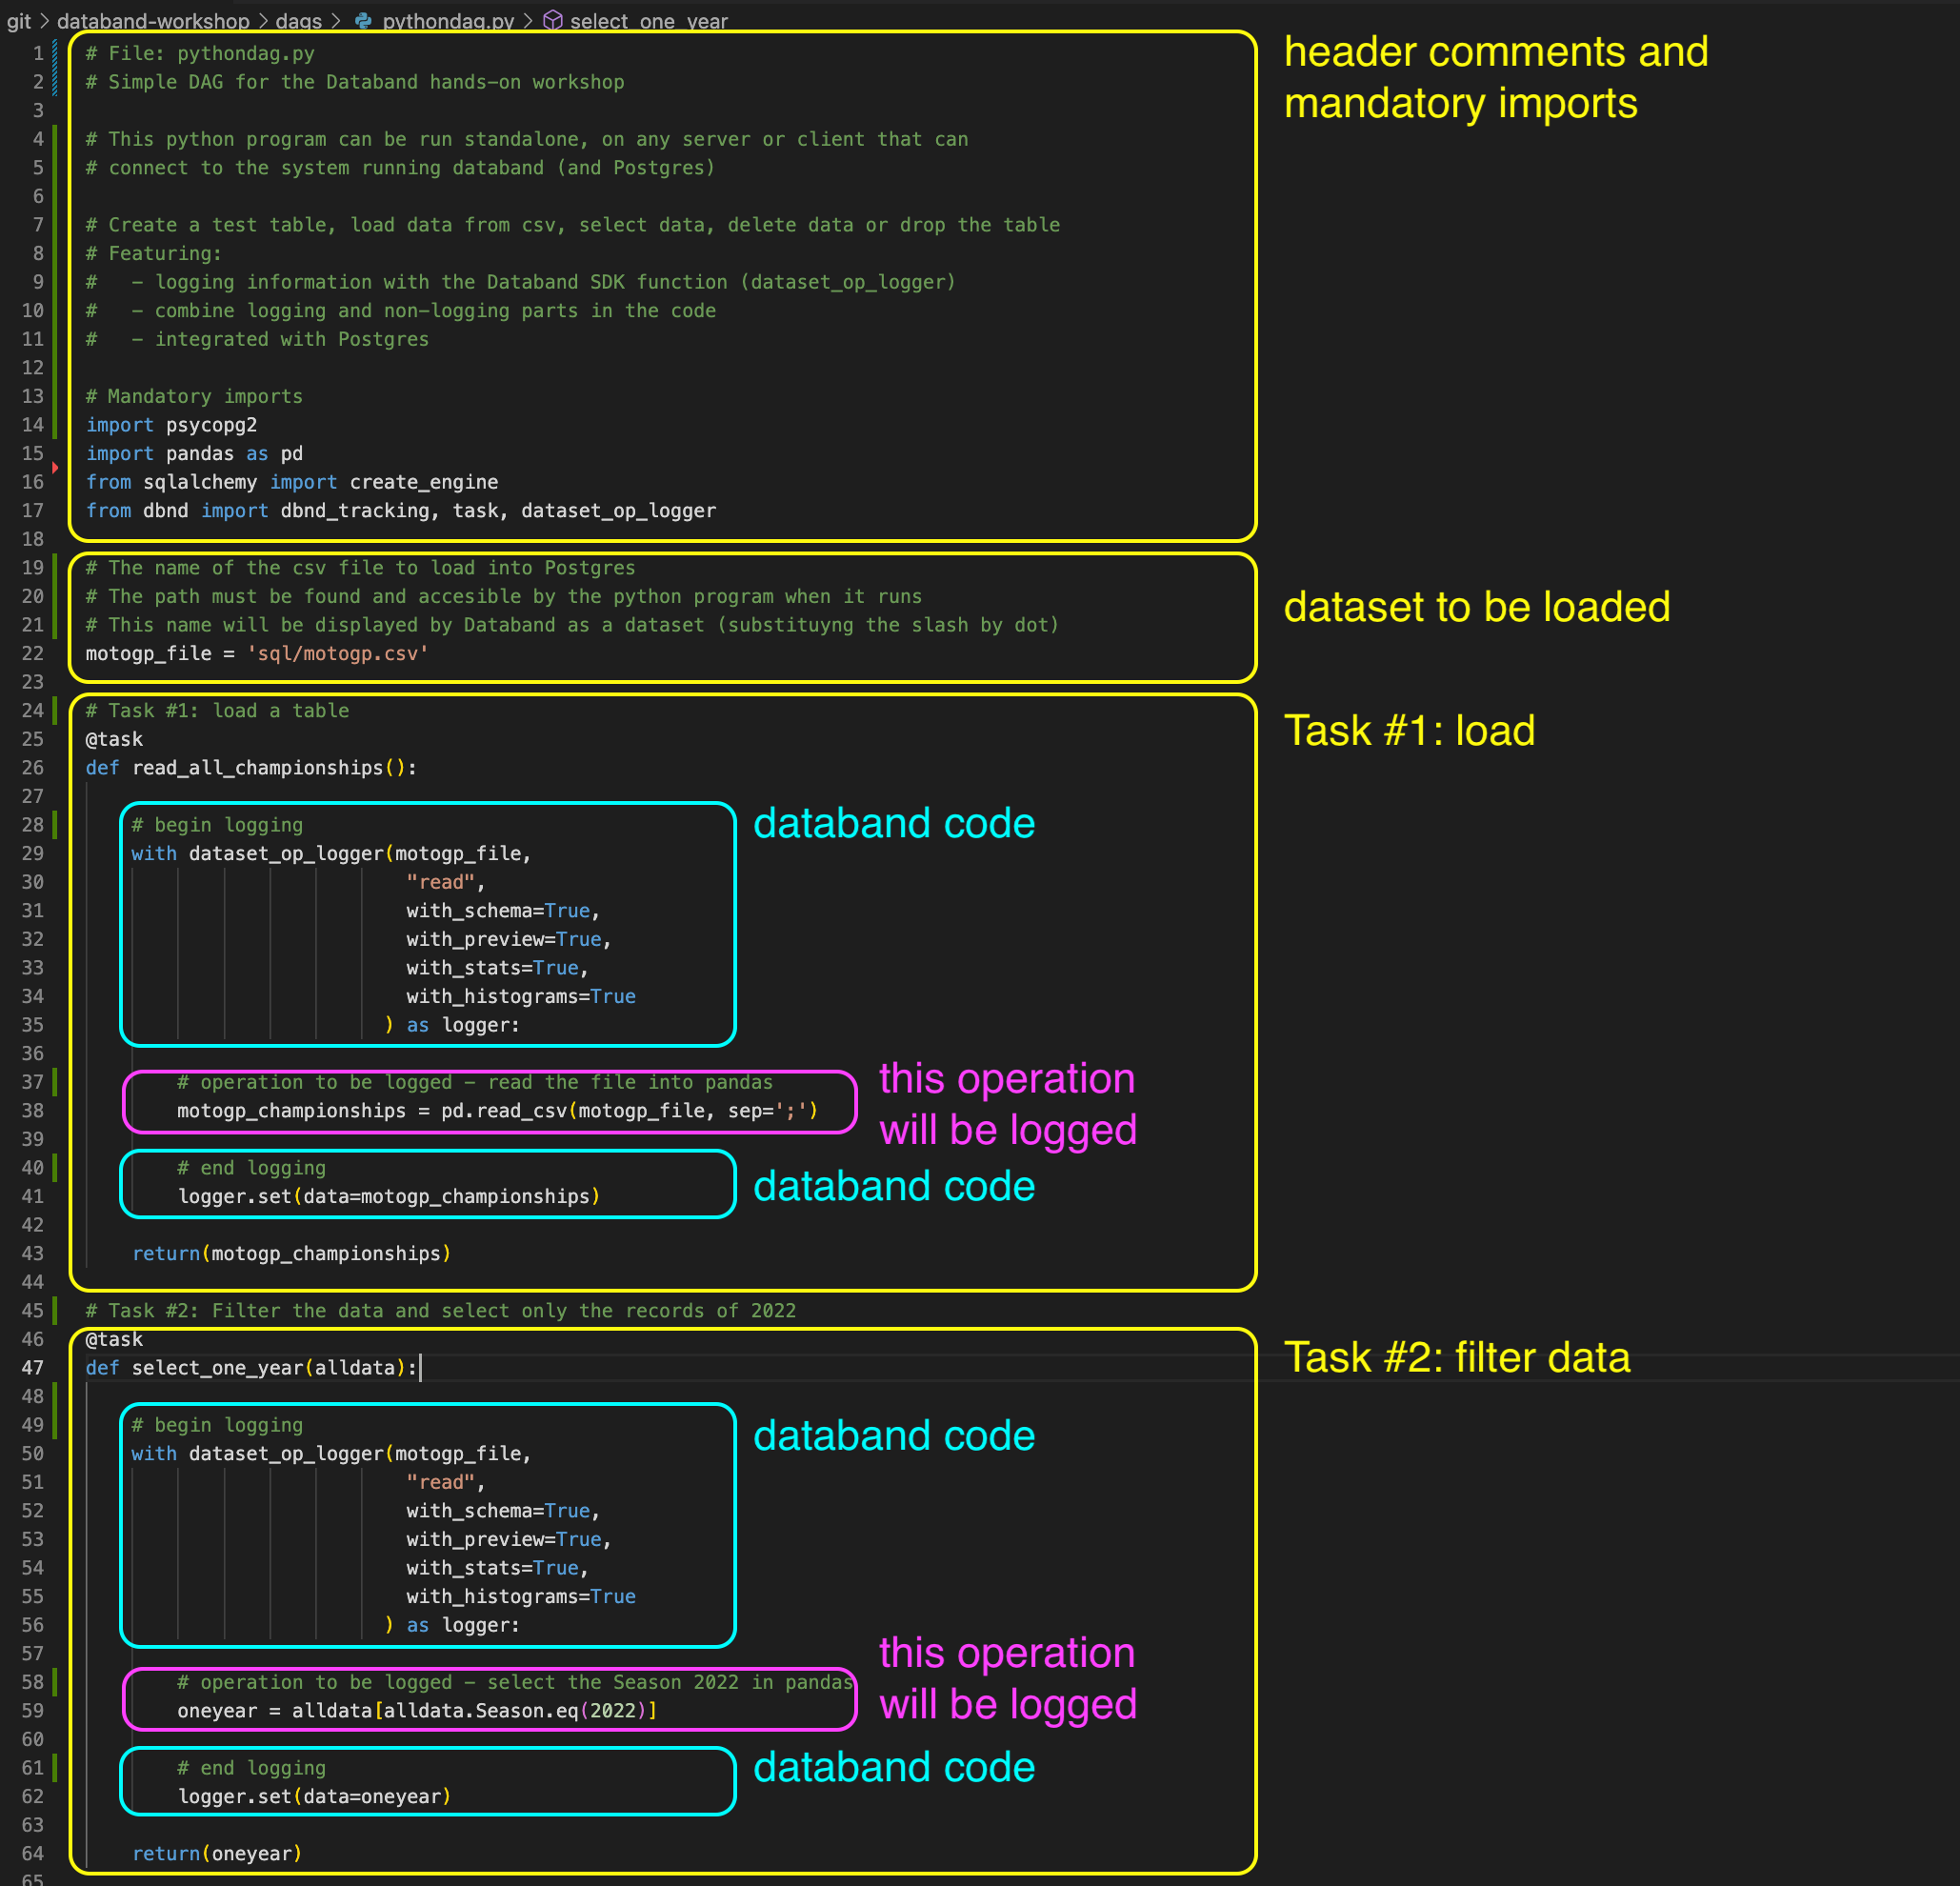 git > databand-workshop > dags > pythondag.py > select_one_year
1 # File: pythondag.py
2 # Simple DAG for the Databand hands-on workshop
3
4 # This python program can be run standalone, on any server or client that can
5 # connect to the system running databand (and Postgres)
6
7 # Create a test table, load data from csv, select data, delete data or drop the table
8 # Featuring:
9 #   - logging information with the Databand SDK function (dataset_op_logger)
10 #   - combine logging and non-logging parts in the code
11 #   - integrated with Postgres
12
13 # Mandatory imports
14 import psycopg2
15 import pandas as pd
16 from sqlalchemy import create_engine
17 from dbnd import dbnd_tracking, task, dataset_op_logger
18
header comments and
mandatory imports
19 # The name of the csv file to load into Postgres
20 # The path must be found and accesible by the python program when it runs
21 # This name will be displayed by Databand as a dataset (substituyng the slash by dot)
22 motogp_file = 'sql/motogp.csv'
23
dataset to be loaded
24 # Task #1: load a table
25 @task
26 def read_all_championships():
27
Task #1: load
28 # begin logging
29 with dataset_op_logger(motogp_file,
30 "read",
31 with_schema=True,
32 with_preview=True,
33 with_stats=True,
34 with_histograms=True
35 ) as logger:
36
databand code
37 # operation to be logged - read the file into pandas
38 motogp_championships = pd.read_csv(motogp_file, sep=';')
39
this operation
will be logged
40 # end logging
41 logger.set(data=motogp_championships)
42
databand code
43 return(motogp_championships)
44
45 # Task #2: Filter the data and select only the records of 2022
46 @task
47 def select_one_year(alldata):
48
Task #2: filter data
49 # begin logging
50 with dataset_op_logger(motogp_file,
51 "read",
52 with_schema=True,
53 with_preview=True,
54 with_stats=True,
55 with_histograms=True
56 ) as logger:
57
databand code
58 # operation to be logged - select the Season 2022 in pandas
59 oneyear = alldata[alldata.Season.eq(2022)]
60
this operation
will be logged
61 # end logging
62 logger.set(data=oneyear)
63
databand code
64 return(oneyear)
65